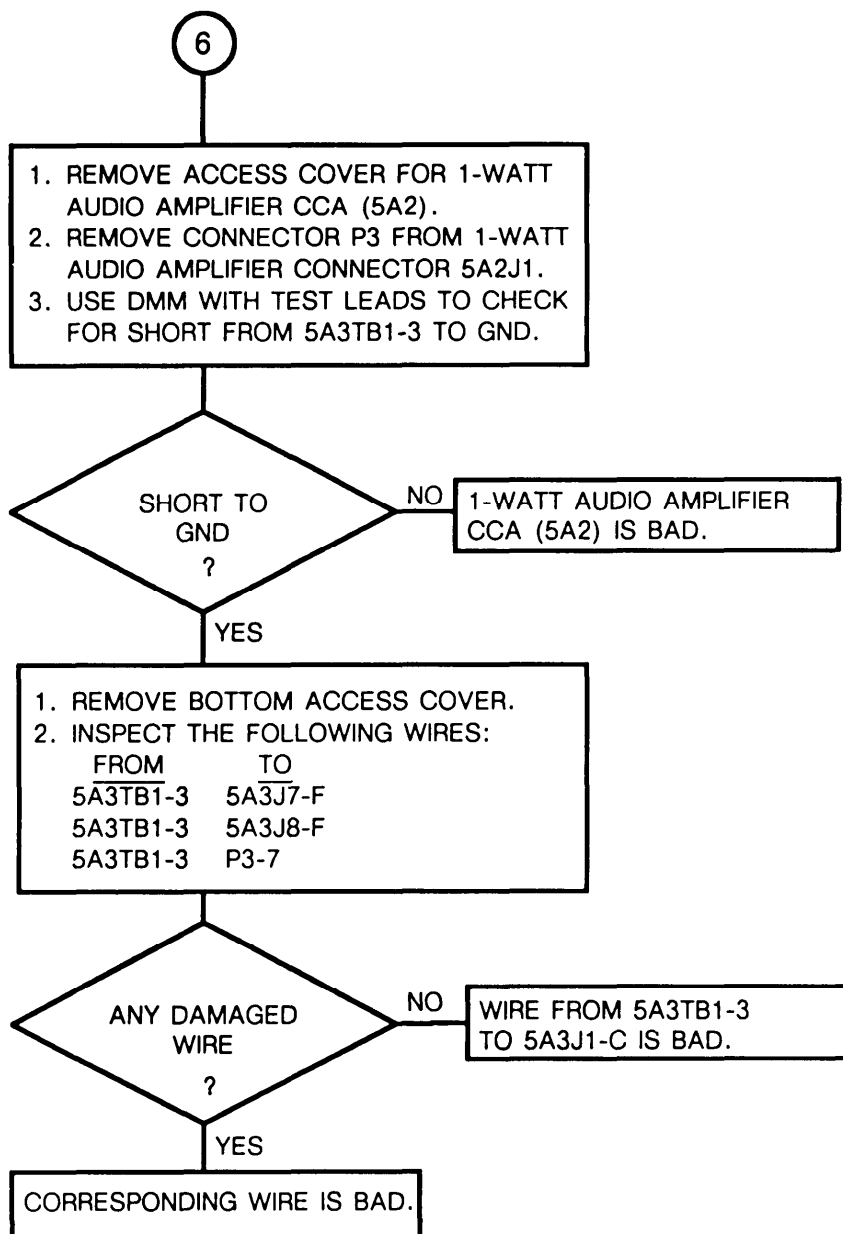 6
1. REMOVE ACCESS COVER FOR 1-WATT
AUDIO AMPLIFIER CCA (5A2).
2. REMOVE CONNECTOR P3 FROM 1-WATT
AUDIO AMPLIFIER CONNECTOR 5A2J1.
3. USE DMM WITH TEST LEADS TO CHECK
FOR SHORT FROM 5A3TB1-3 TO GND.
SHORT TO
GND
?
NO
1-WATT AUDIO AMPLIFIER
CCA (5A2) IS BAD.
YES
1. REMOVE BOTTOM ACCESS COVER.
2. INSPECT THE FOLLOWING WIRES:
FROM TO
5A3TB1-3 5A3J7-F
5A3TB1-3 5A3J8-F
5A3TB1-3 P3-7
ANY DAMAGED
WIRE
?
NO
WIRE FROM 5A3TB1-3
TO 5A3J1-C IS BAD.
YES
CORRESPONDING WIRE IS BAD.